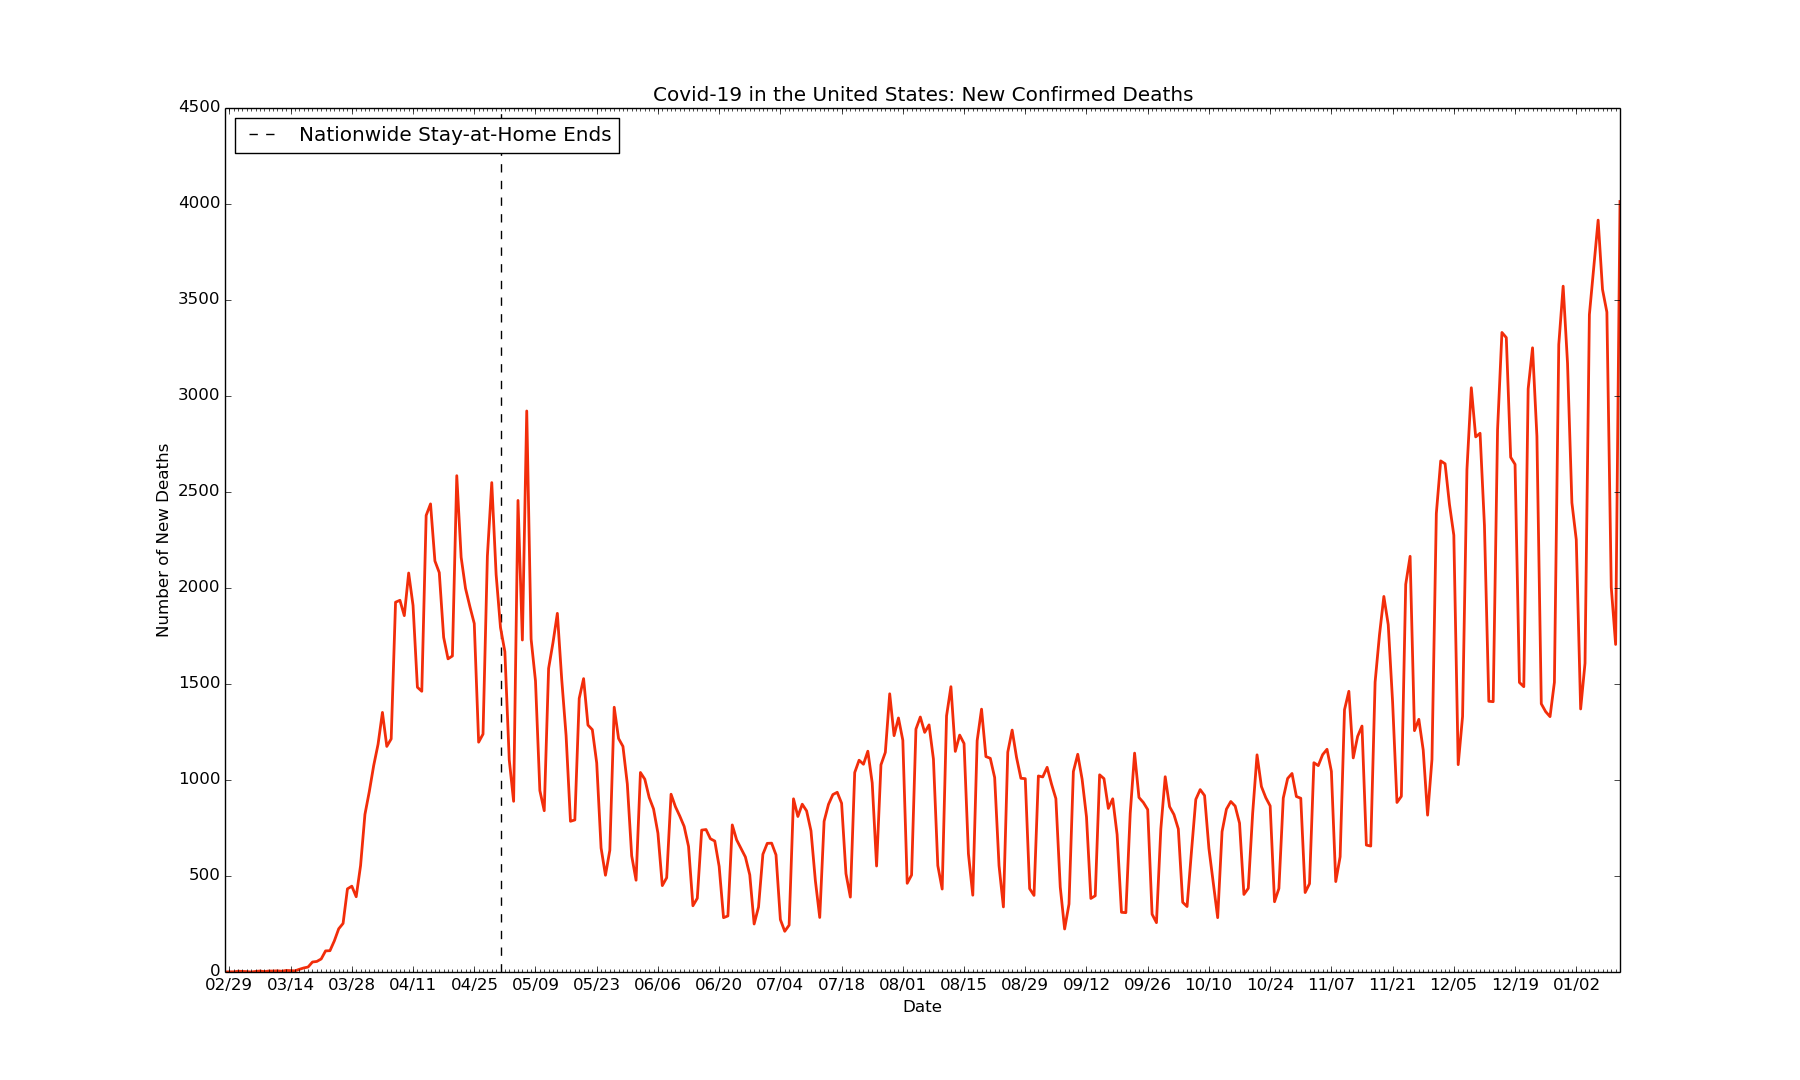 Covid-19 in the United States: New Confirmed Deaths
4500
Nationwide Stay-at-Home Ends
4000
3500
3000
2500
2000
1500
1000
500
0
Number of New Deaths
02/29 03/14 03/28 04/11 04/25 05/09 05/23 06/06 06/20 07/04 07/18 08/01 08/15 08/29 09/12 09/26 10/10 10/24 11/07 11/21 12/05 12/19 01/02
Date